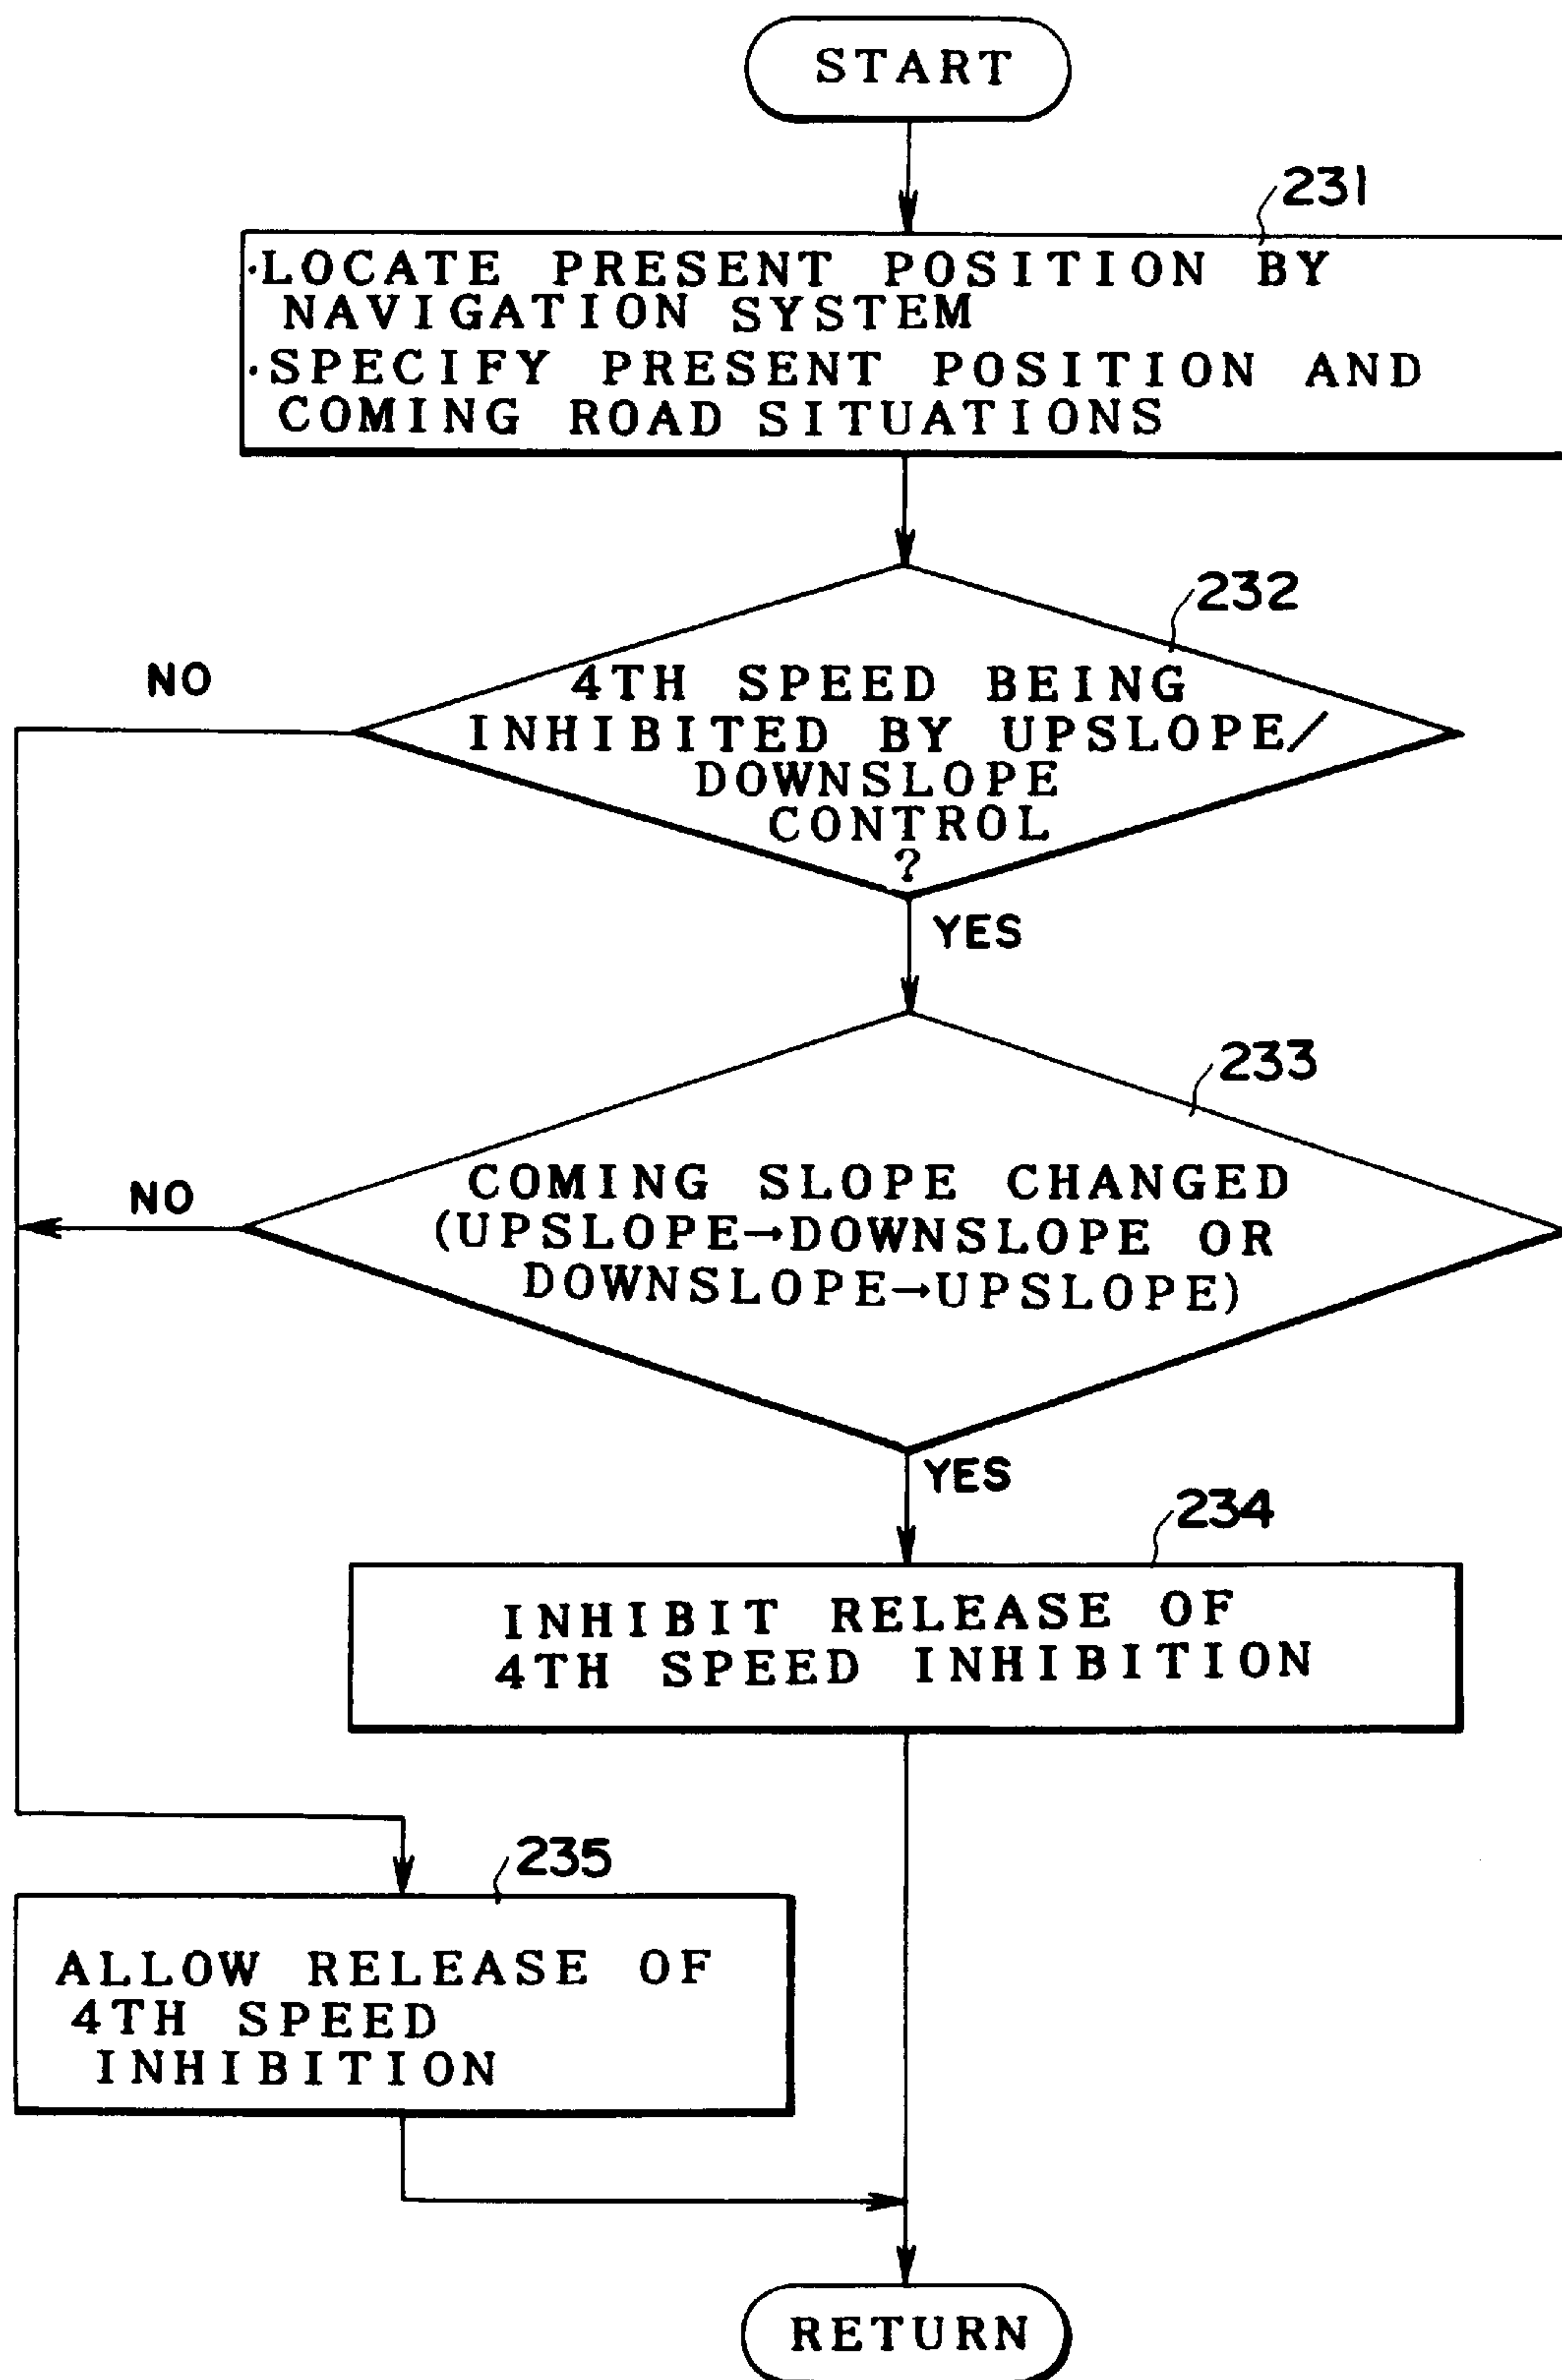 START
231
·LOCATE PRESENT POSITION BY
NAVIGATION SYSTEM
·SPECIFY PRESENT POSITION AND
COMING ROAD SITUATIONS
232
NO
4TH SPEED BEING
INHIBITED BY UPSLOPE/
DOWNSLOPE
CONTROL
?
YES
233
NO
COMING SLOPE CHANGED
(UPSLOPE→DOWNSLOPE OR
DOWNSLOPE→UPSLOPE)
YES
234
INHIBIT RELEASE OF
4TH SPEED INHIBITION
235
ALLOW RELEASE OF
4TH SPEED
INHIBITION
RETURN